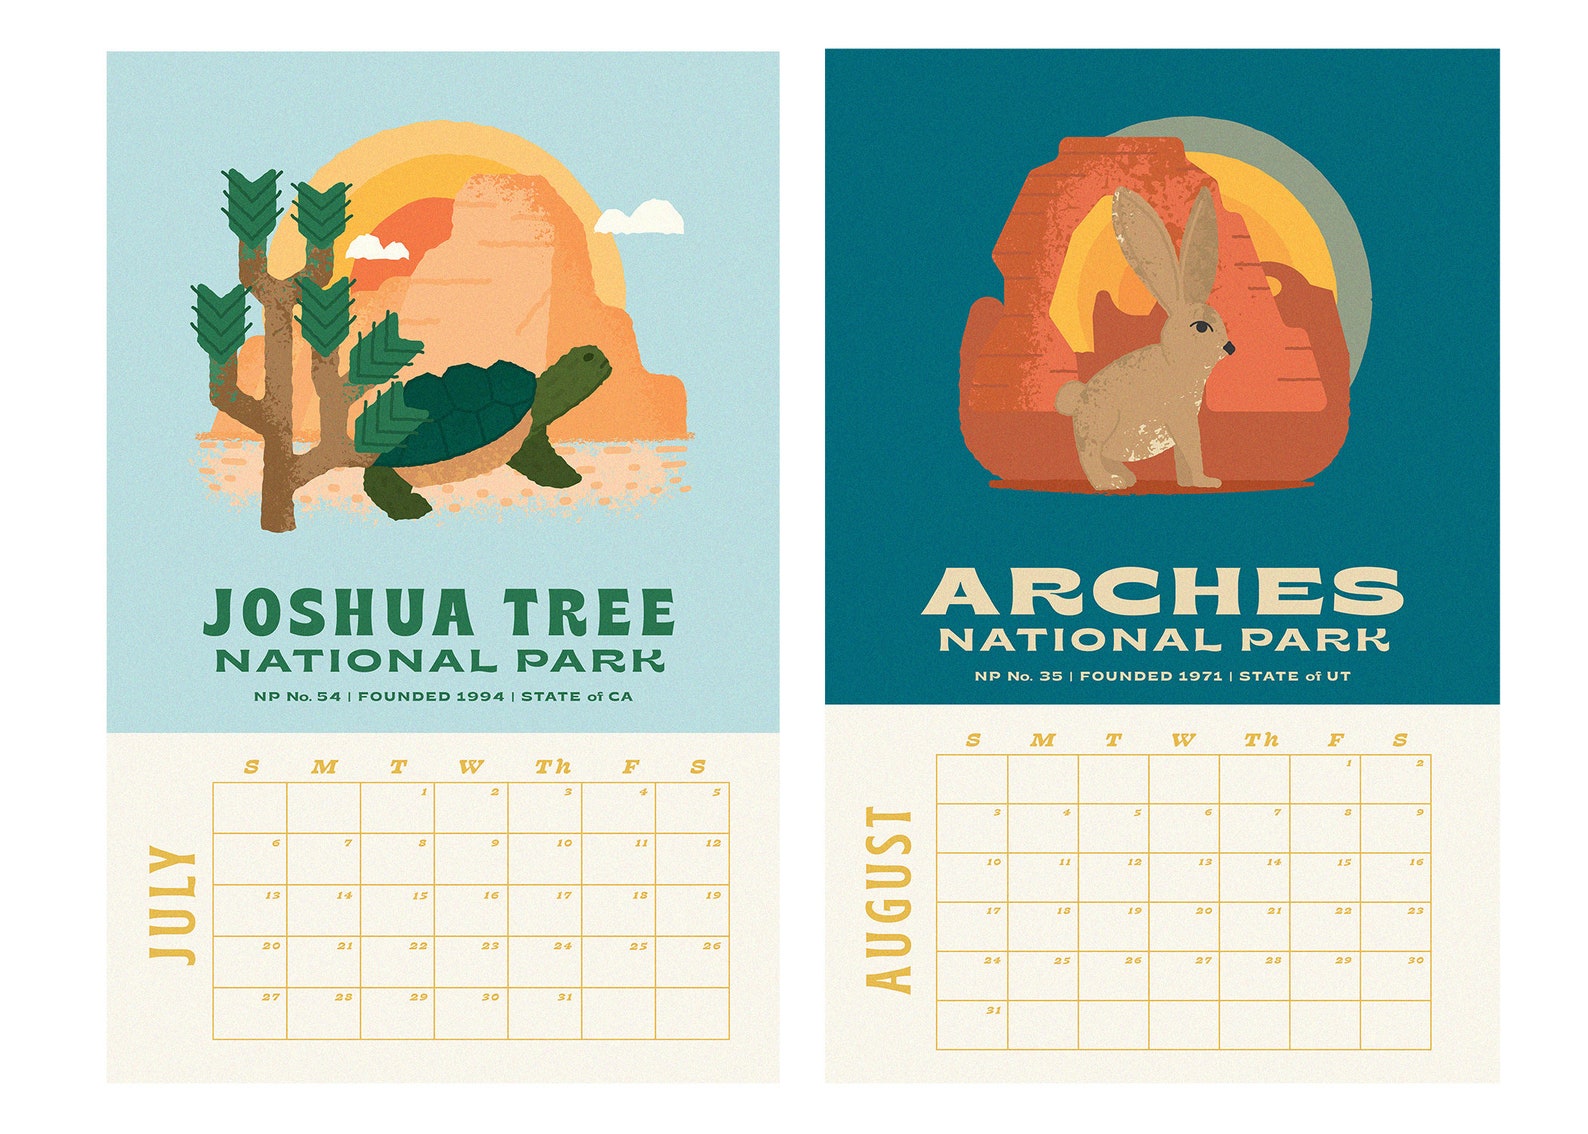 JOSHUA TREE
NATIONAL PARK
NP No. 54 | FOUNDED 1994 | STATE of CA
JULY
S M T W Th F S
1 2 3 4 5
6 7 8 9 10 11 12
13 14 15 16 17 18 19
20 21 22 23 24 25 26
27 28 29 30 31
ARCHES
NATIONAL PARK
NP No. 35 | FOUNDED 1971 | STATE of UT
AUGUST
S M T W Th F S
1 2
3 4 5 6 7 8 9
10 11 12 13 14 15 16
17 18 19 20 21 22 23
24 25 26 27 28 29 30
31